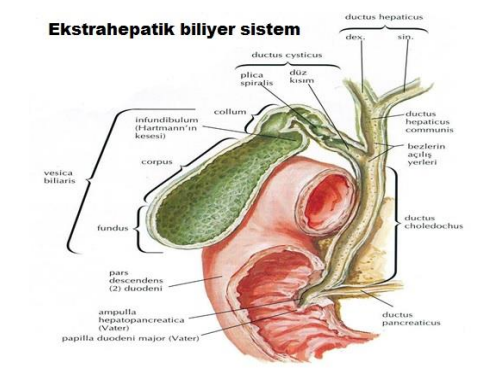 Ekstrahepatik biliyer sistem
ductus hepaticus
dex. sin.
ductus cysticus
plica
spiralis
düz
kısım
collum
infundibulum
(Hartmann'ın
kesesi)
corpus
vesica
biliaris
fundus
ductus
hepaticus
communis
bezlerin
açılış
yerleri
ductus
choledochus
pars
descendens
(2) duodeni
ampulla
hepatopancreatica
(Vater)
papilla duodeni major (Vater)
ductus
pancreaticus